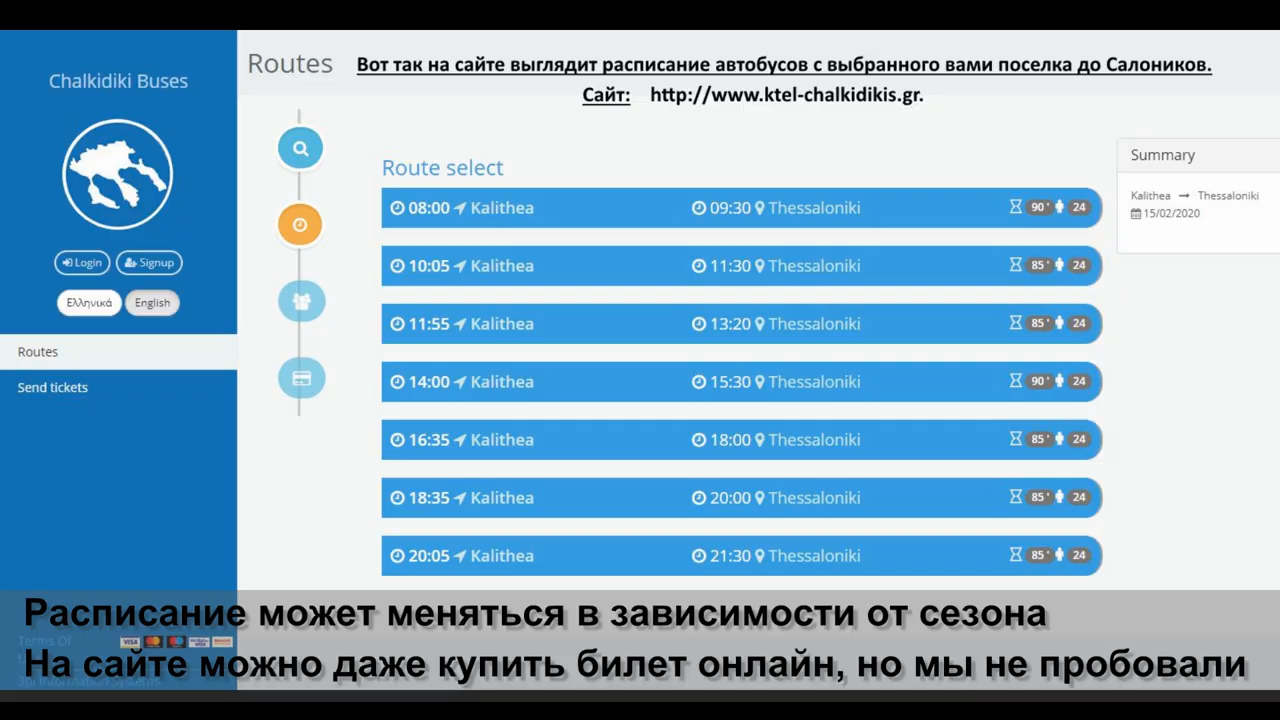 Chalkidiki Buses
Login
Signup
Ελληνικά
English
Routes
Send tickets
Routes
Вот так на сайте выглядит расписание автобусов с выбранного вами поселка до Салоников.
Сайт: http://www.ktel-chalkidikis.gr.
Route select
08:00 Kalithea 09:30 Thessaloniki 90' 24
10:05 Kalithea 11:30 Thessaloniki 85' 24
11:55 Kalithea 13:20 Thessaloniki 85' 24
14:00 Kalithea 15:30 Thessaloniki 90' 24
16:35 Kalithea 18:00 Thessaloniki 85' 24
18:35 Kalithea 20:00 Thessaloniki 85' 24
20:05 Kalithea 21:30 Thessaloniki 85' 24
Summary
Kalithea → Thessaloniki
15/02/2020
Расписание может меняться в зависимости от сезона
Terms Of
VISA
На сайте можно даже купить билет онлайн, но мы не пробовали
Information Systems